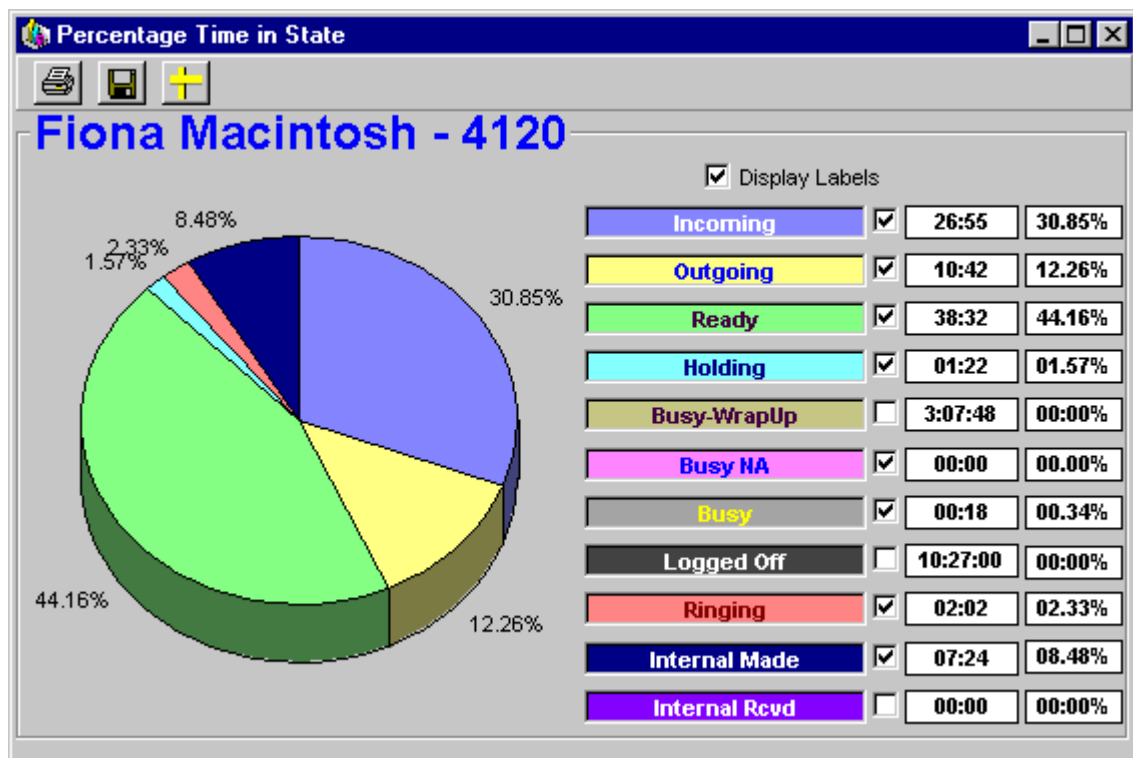 Percentage Time in State
Fiona Macintosh - 4120
Display Labels
8.48%
2.33%
1.57%
30.85%
44.16%
12.26%
Incoming 26:55 30.85%
Outgoing 10:42 12.26%
Ready 38:32 44.16%
Holding 01:22 01.57%
Busy-WrapUp 3:07:48 00:00%
Busy NA 00:00 00.00%
Busy 00:18 00.34%
Logged Off 10:27:00 00:00%
Ringing 02:02 02.33%
Internal Made 07:24 08.48%
Internal Rcvd 00:00 00:00%